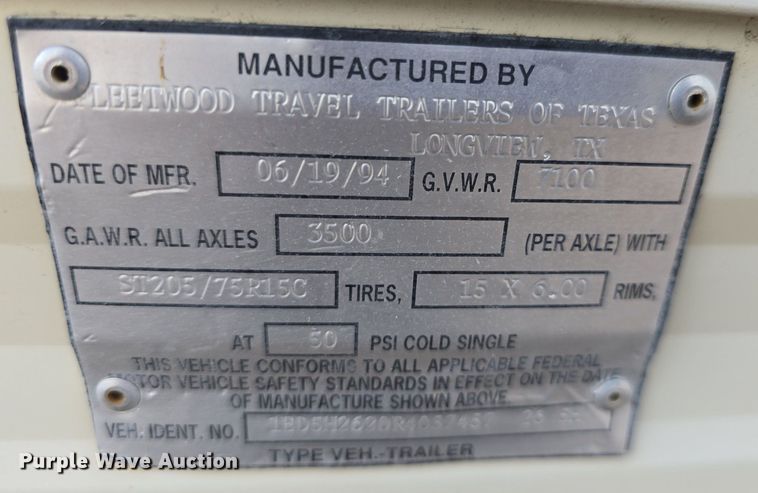 MANUFACTURED BY
FLEETWOOD TRAVEL TRAILERS OF TEXAS
LONGVIEW, TX
DATE OF MFR. 06/19/94 G.V.W.R. 7100
G.A.W.R. ALL AXLES 3500 (PER AXLE) WITH
ST205/75R15C TIRES, 15 X 6.00 RIMS,
AT 50 PSI COLD SINGLE
THIS VEHICLE CONFORMS TO ALL APPLICABLE FEDERAL
MOTOR VEHICLE SAFETY STANDARDS IN EFFECT ON THE DATE
OF MANUFACTURE SHOWN ABOVE.
VEH. IDENT. NO.
TYPE VEH.-TRAILER
Purple Wave Auction